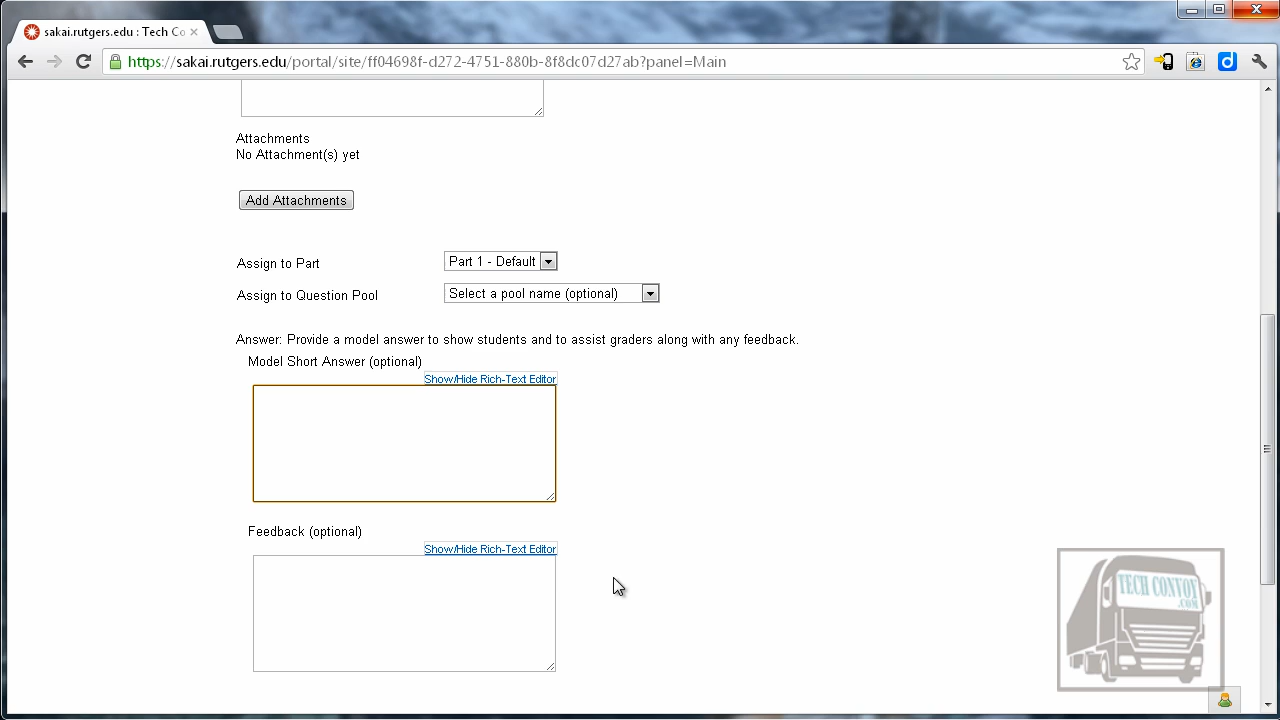 sakai.rutgers.edu : Tech Co
https://sakai.rutgers.edu/portal/site/ff04698f-d272-4751-880b-8f8dc07d27ab?panel=Main
Attachments
No Attachment(s) yet
Add Attachments
Assign to Part
Part 1 - Default
Assign to Question Pool
Select a pool name (optional)
Answer: Provide a model answer to show students and to assist graders along with any feedback.
Model Short Answer (optional)
Show/Hide Rich-Text Editor
Feedback (optional)
Show/Hide Rich-Text Editor
TECH CONVOY
.COM